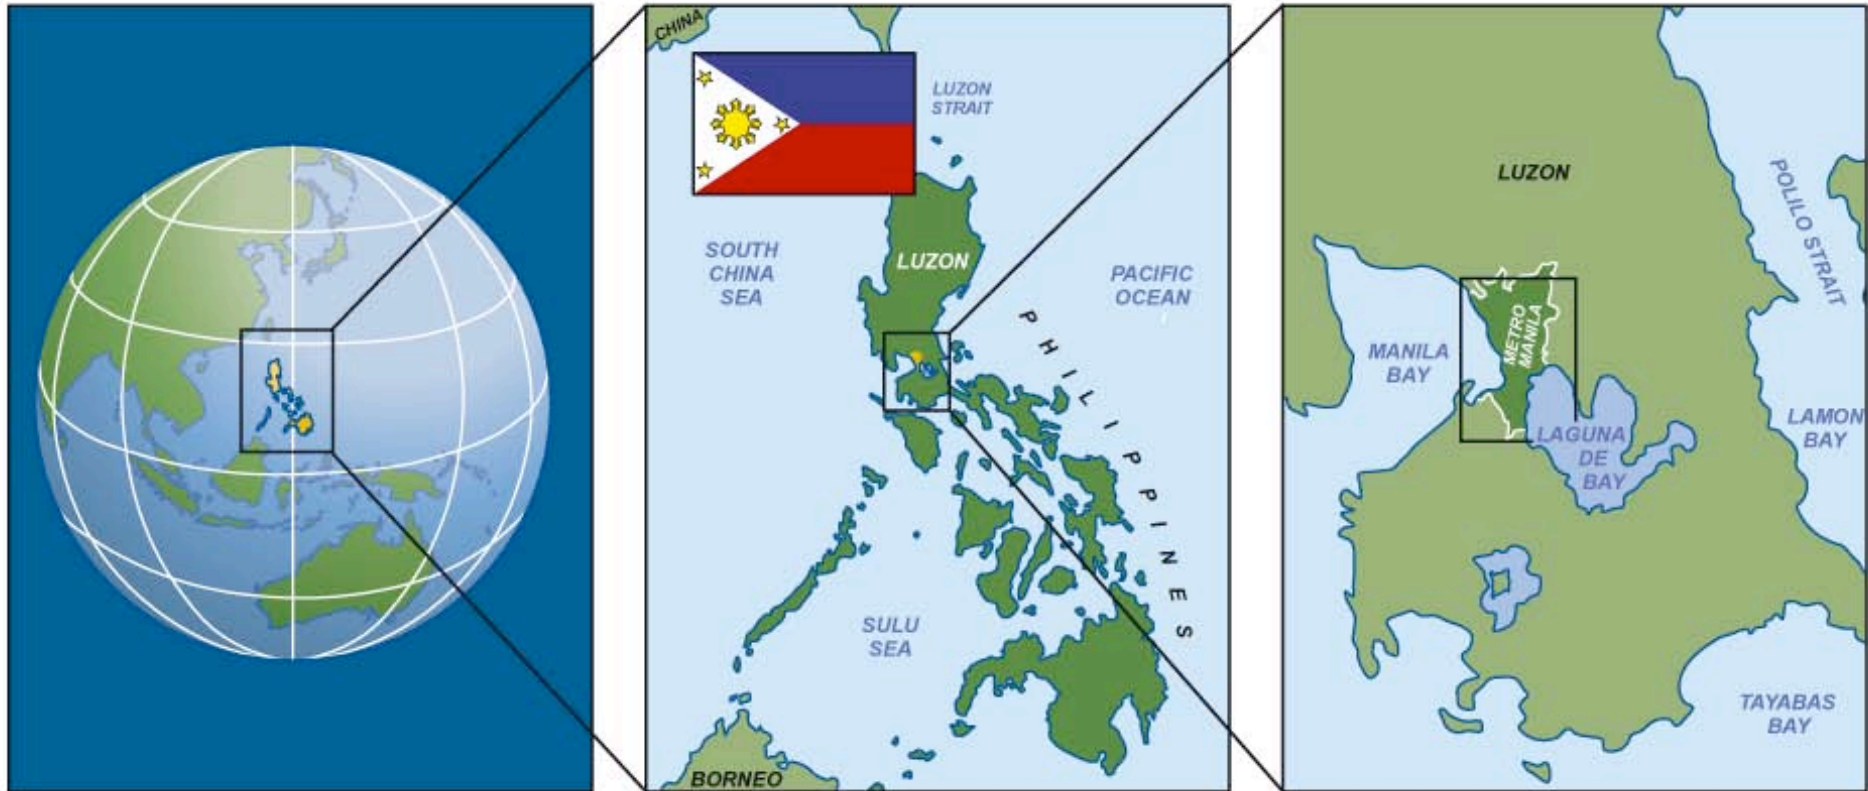 CHINA
LUZON
STRAIT
SOUTH
CHINA
SEA
LUZON
PACIFIC
OCEAN
PHILIPPINES
SULU
SEA
BORNEO
LUZON
POLILO STRAIT
METRO
MANILA
MANILA
BAY
LAMON
BAY
LAGUNA
DE
BAY
TAYABAS
BAY